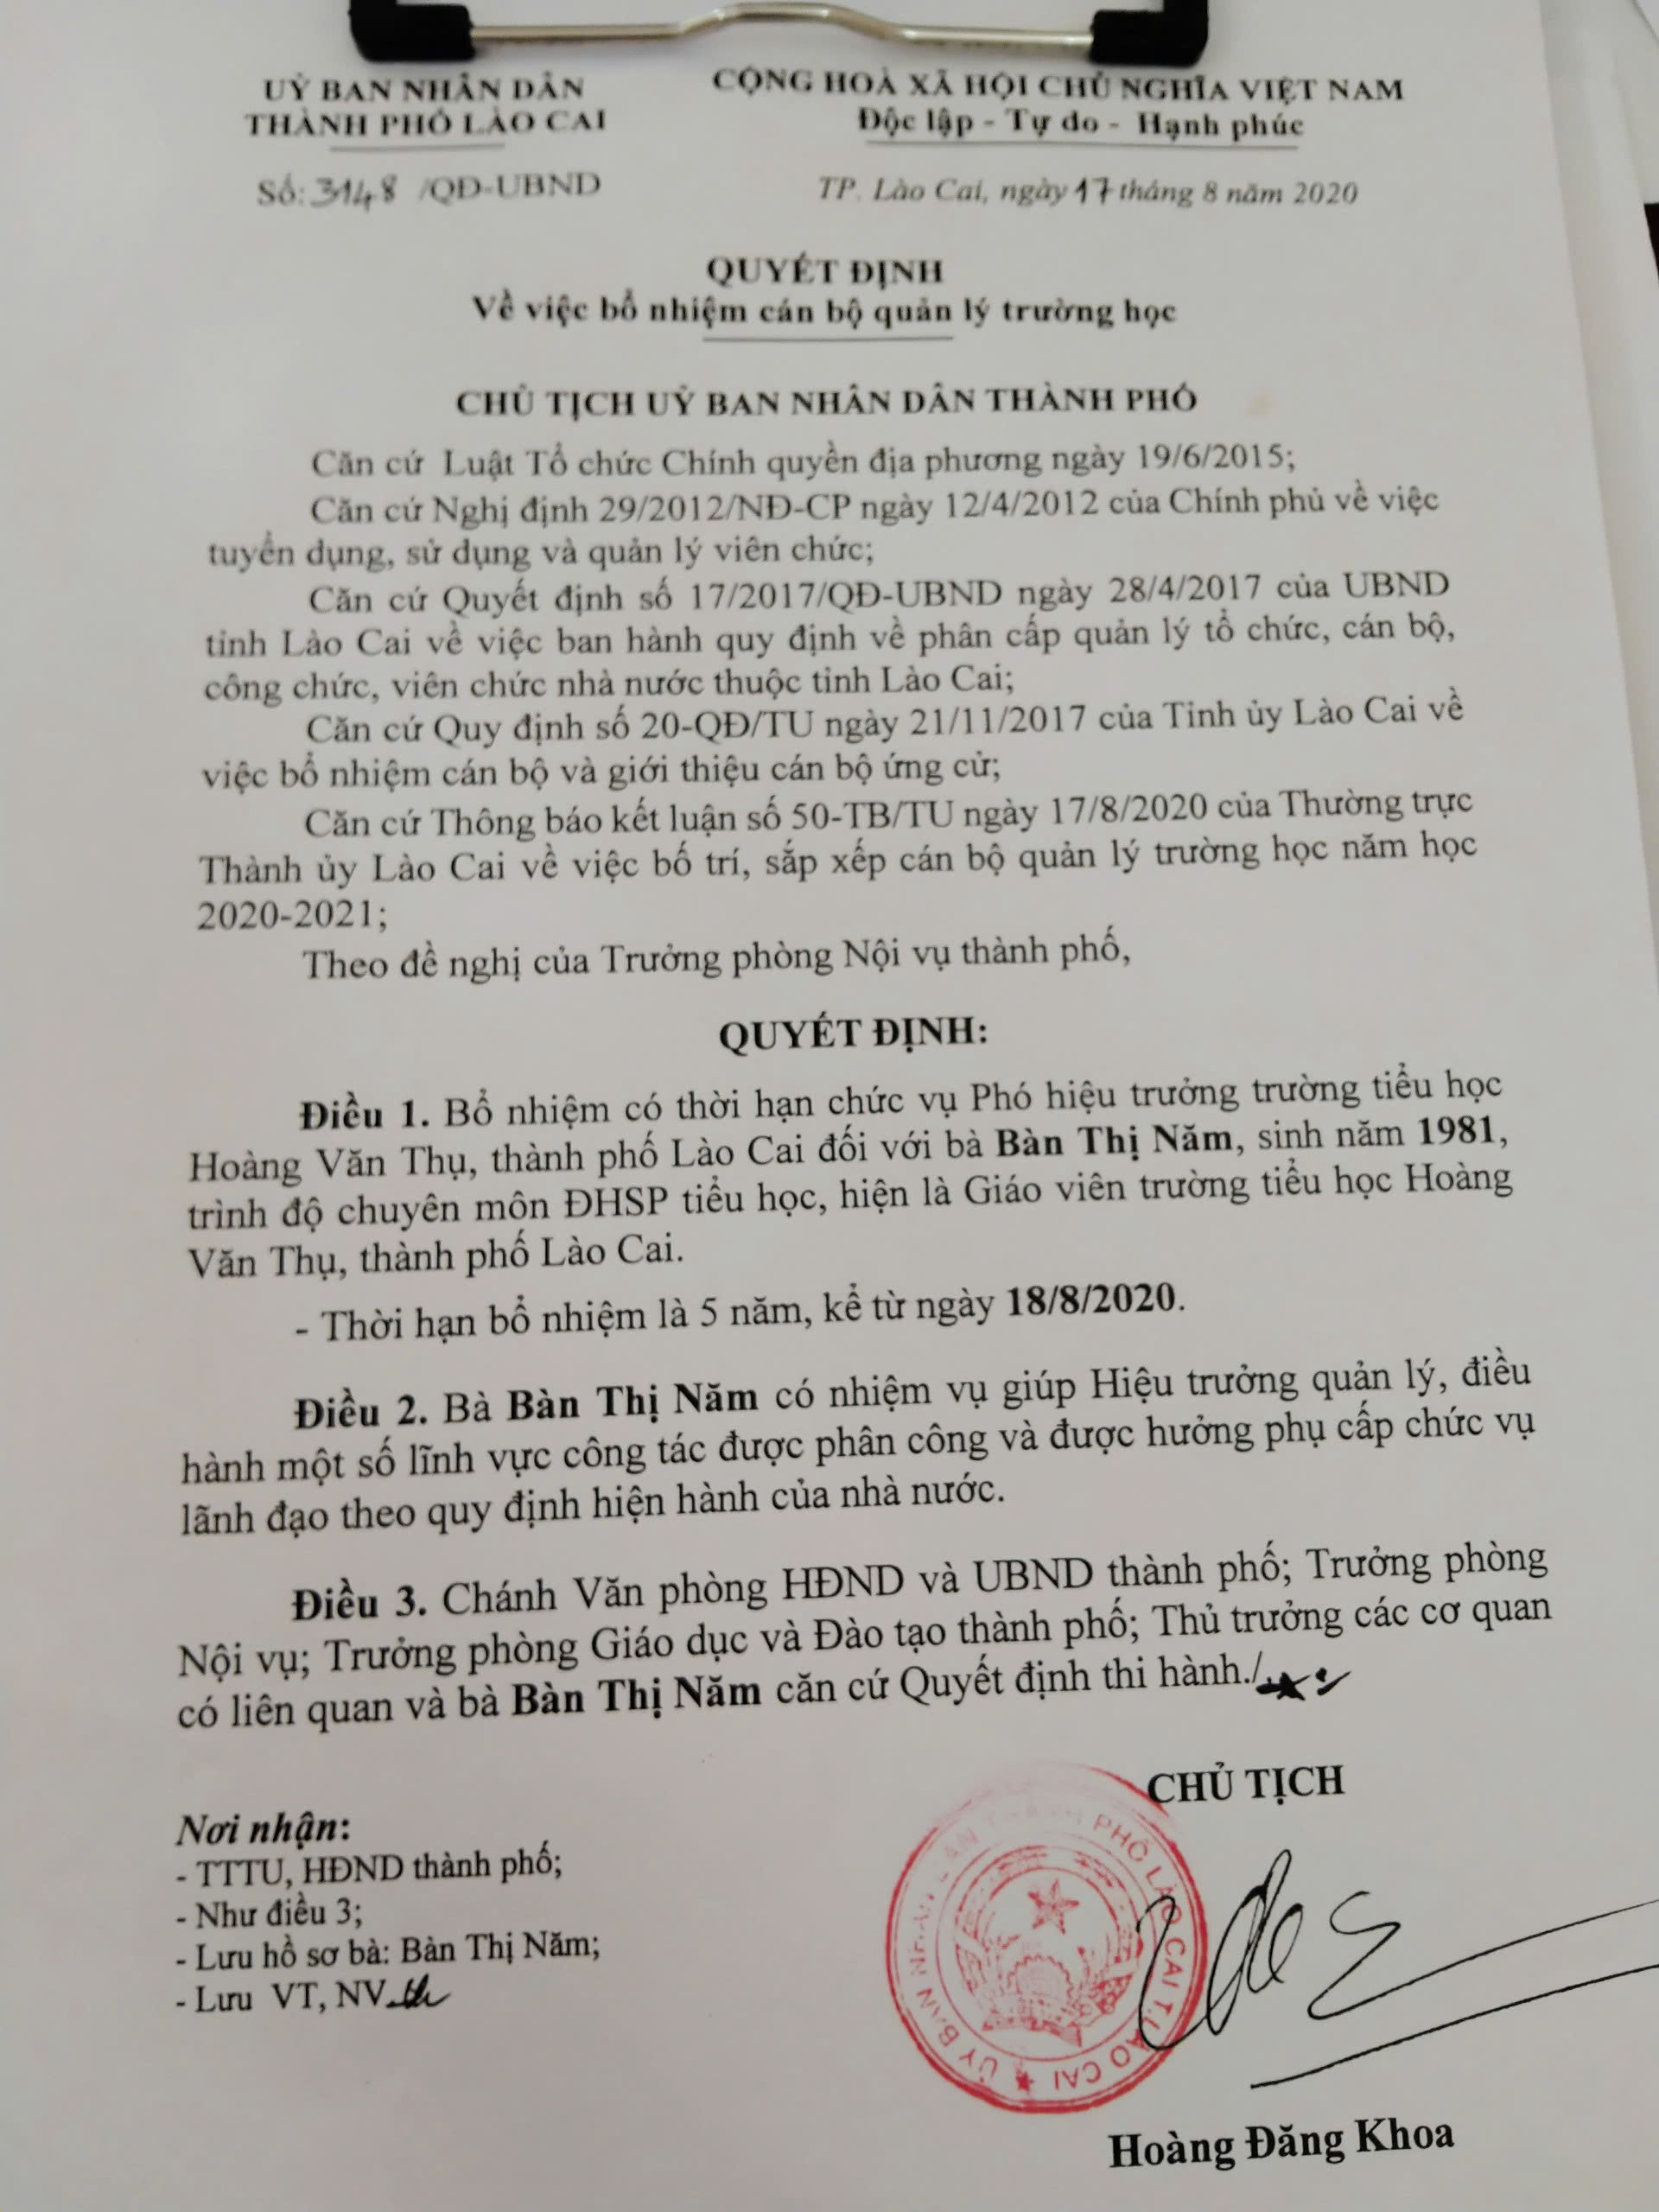 UỶ BAN NHÂN DÂN
THÀNH PHỐ LÀO CAI
CỘNG HOÀ XÃ HỘI CHỦ NGHĨA VIỆT NAM
Độc lập - Tự do - Hạnh phúc
Số: 3148 /QĐ-UBND
TP. Lào Cai, ngày 17 tháng 8 năm 2020
QUYẾT ĐỊNH
Về việc bổ nhiệm cán bộ quản lý trường học
CHỦ TỊCH UỶ BAN NHÂN DÂN THÀNH PHỐ
Căn cứ Luật Tổ chức Chính quyền địa phương ngày 19/6/2015;
Căn cứ Nghị định 29/2012/NĐ-CP ngày 12/4/2012 của Chính phủ về việc
tuyển dụng, sử dụng và quản lý viên chức;
Căn cứ Quyết định số 17/2017/QĐ-UBND ngày 28/4/2017 của UBND
tỉnh Lào Cai về việc ban hành quy định về phân cấp quản lý tổ chức, cán bộ,
công chức, viên chức nhà nước thuộc tỉnh Lào Cai;
Căn cứ Quy định số 20-QĐ/TU ngày 21/11/2017 của Tỉnh ủy Lào Cai về
việc bổ nhiệm cán bộ và giới thiệu cán bộ ứng cử;
Căn cứ Thông báo kết luận số 50-TB/TU ngày 17/8/2020 của Thường trực
Thành ủy Lào Cai về việc bố trí, sắp xếp cán bộ quản lý trường học năm học
2020-2021;
Theo đề nghị của Trưởng phòng Nội vụ thành phố,
QUYẾT ĐỊNH:
Điều 1. Bổ nhiệm có thời hạn chức vụ Phó hiệu trưởng trường tiểu học
Hoàng Văn Thụ, thành phố Lào Cai đối với bà Bàn Thị Năm, sinh năm 1981,
trình độ chuyên môn ĐHSP tiểu học, hiện là Giáo viên trường tiểu học Hoàng
Văn Thụ, thành phố Lào Cai.
- Thời hạn bổ nhiệm là 5 năm, kể từ ngày 18/8/2020.
Điều 2. Bà Bàn Thị Năm có nhiệm vụ giúp Hiệu trưởng quản lý, điều
hành một số lĩnh vực công tác được phân công và được hưởng phụ cấp chức vụ
lãnh đạo theo quy định hiện hành của nhà nước.
Điều 3. Chánh Văn phòng HĐND và UBND thành phố; Trưởng phòng
Nội vụ; Trưởng phòng Giáo dục và Đào tạo thành phố; Thủ trưởng các cơ quan
có liên quan và bà Bàn Thị Năm căn cứ Quyết định thi hành./.
Nơi nhận:
- TTTU, HĐND thành phố;
- Như điều 3;
- Lưu hồ sơ bà: Bàn Thị Năm;
- Lưu VT, NV.
CHỦ TỊCH
ỦY BAN NHÂN DÂN THÀNH PHỐ LÀO CAI T.LÀO CAI
Hoàng Đăng Khoa